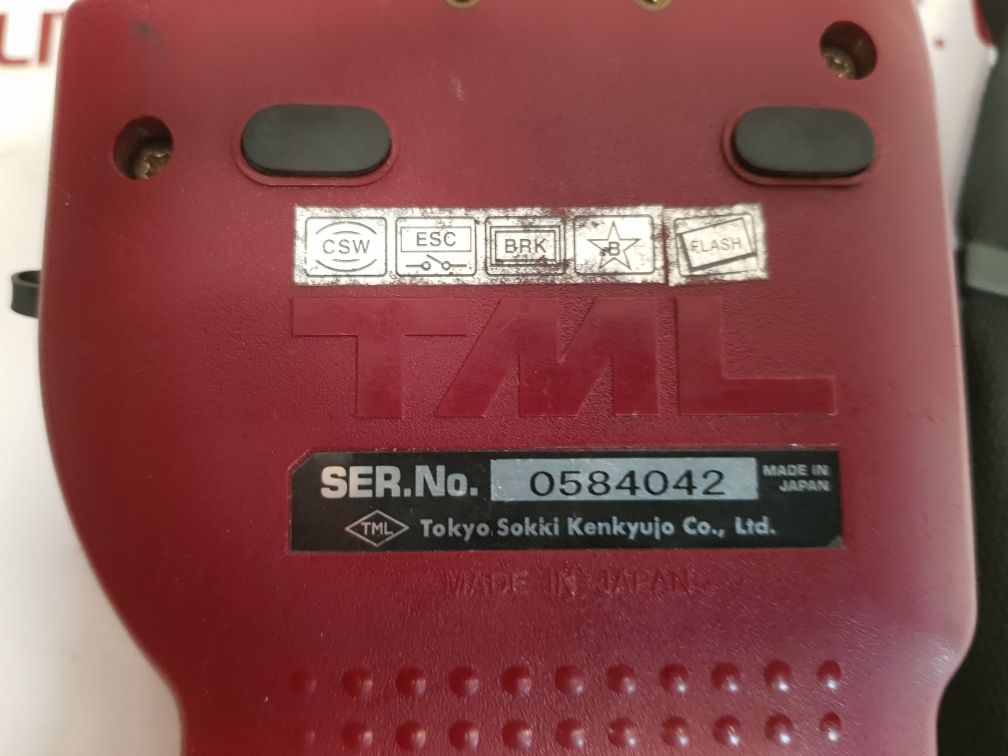 CSW ESC BRK B FLASH
TML
SER.No. 0584042 MADE IN
JAPAN
TML Tokyo Sokki Kenkyujo Co., Ltd.
MADE IN JAPAN